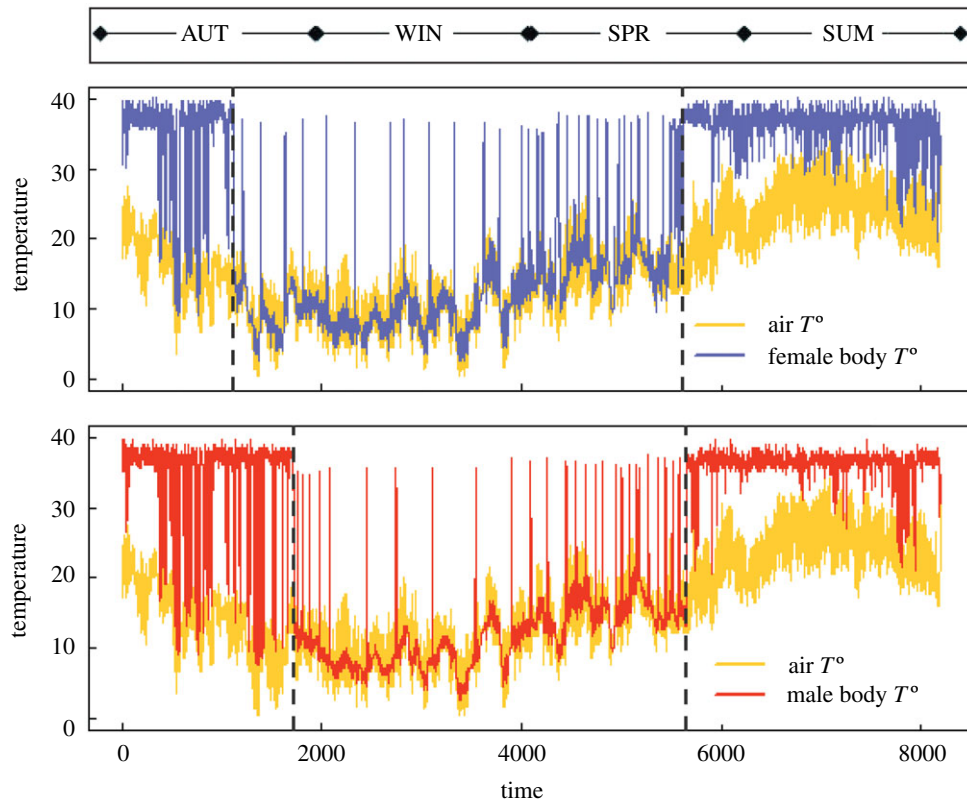 AUT WIN SPR SUM
40
30
20
10
0
temperature
air T°
female body T°
40
30
20
10
0
temperature
air T°
male body T°
0 2000 4000 6000 8000
time